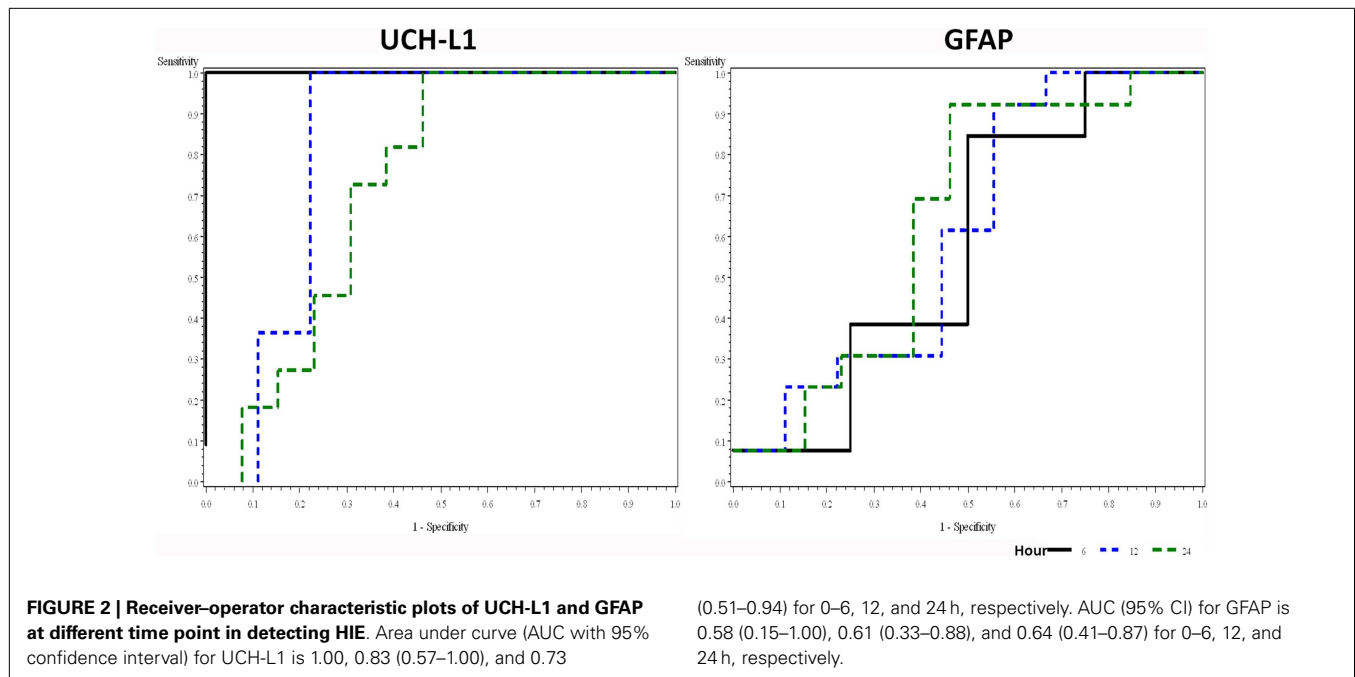 UCH-L1
GFAP
Sensitivity
1.0
0.9
0.8
0.7
0.6
0.5
0.4
0.3
0.2
0.1
0.0
0.0 0.1 0.2 0.3 0.4 0.5 0.6 0.7 0.8 0.9 1.0
1 - Specificity
Sensitivity
1.0
0.9
0.8
0.7
0.6
0.5
0.4
0.3
0.2
0.1
0.0
0.0 0.1 0.2 0.3 0.4 0.5 0.6 0.7 0.8 0.9 1.0
1 - Specificity
Hour 6 12 24
FIGURE 2 | Receiver–operator characteristic plots of UCH-L1 and GFAP
at different time point in detecting HIE. Area under curve (AUC with 95%
confidence interval) for UCH-L1 is 1.00, 0.83 (0.57–1.00), and 0.73
(0.51–0.94) for 0–6, 12, and 24 h, respectively. AUC (95% CI) for GFAP is
0.58 (0.15–1.00), 0.61 (0.33–0.88), and 0.64 (0.41–0.87) for 0–6, 12, and
24 h, respectively.